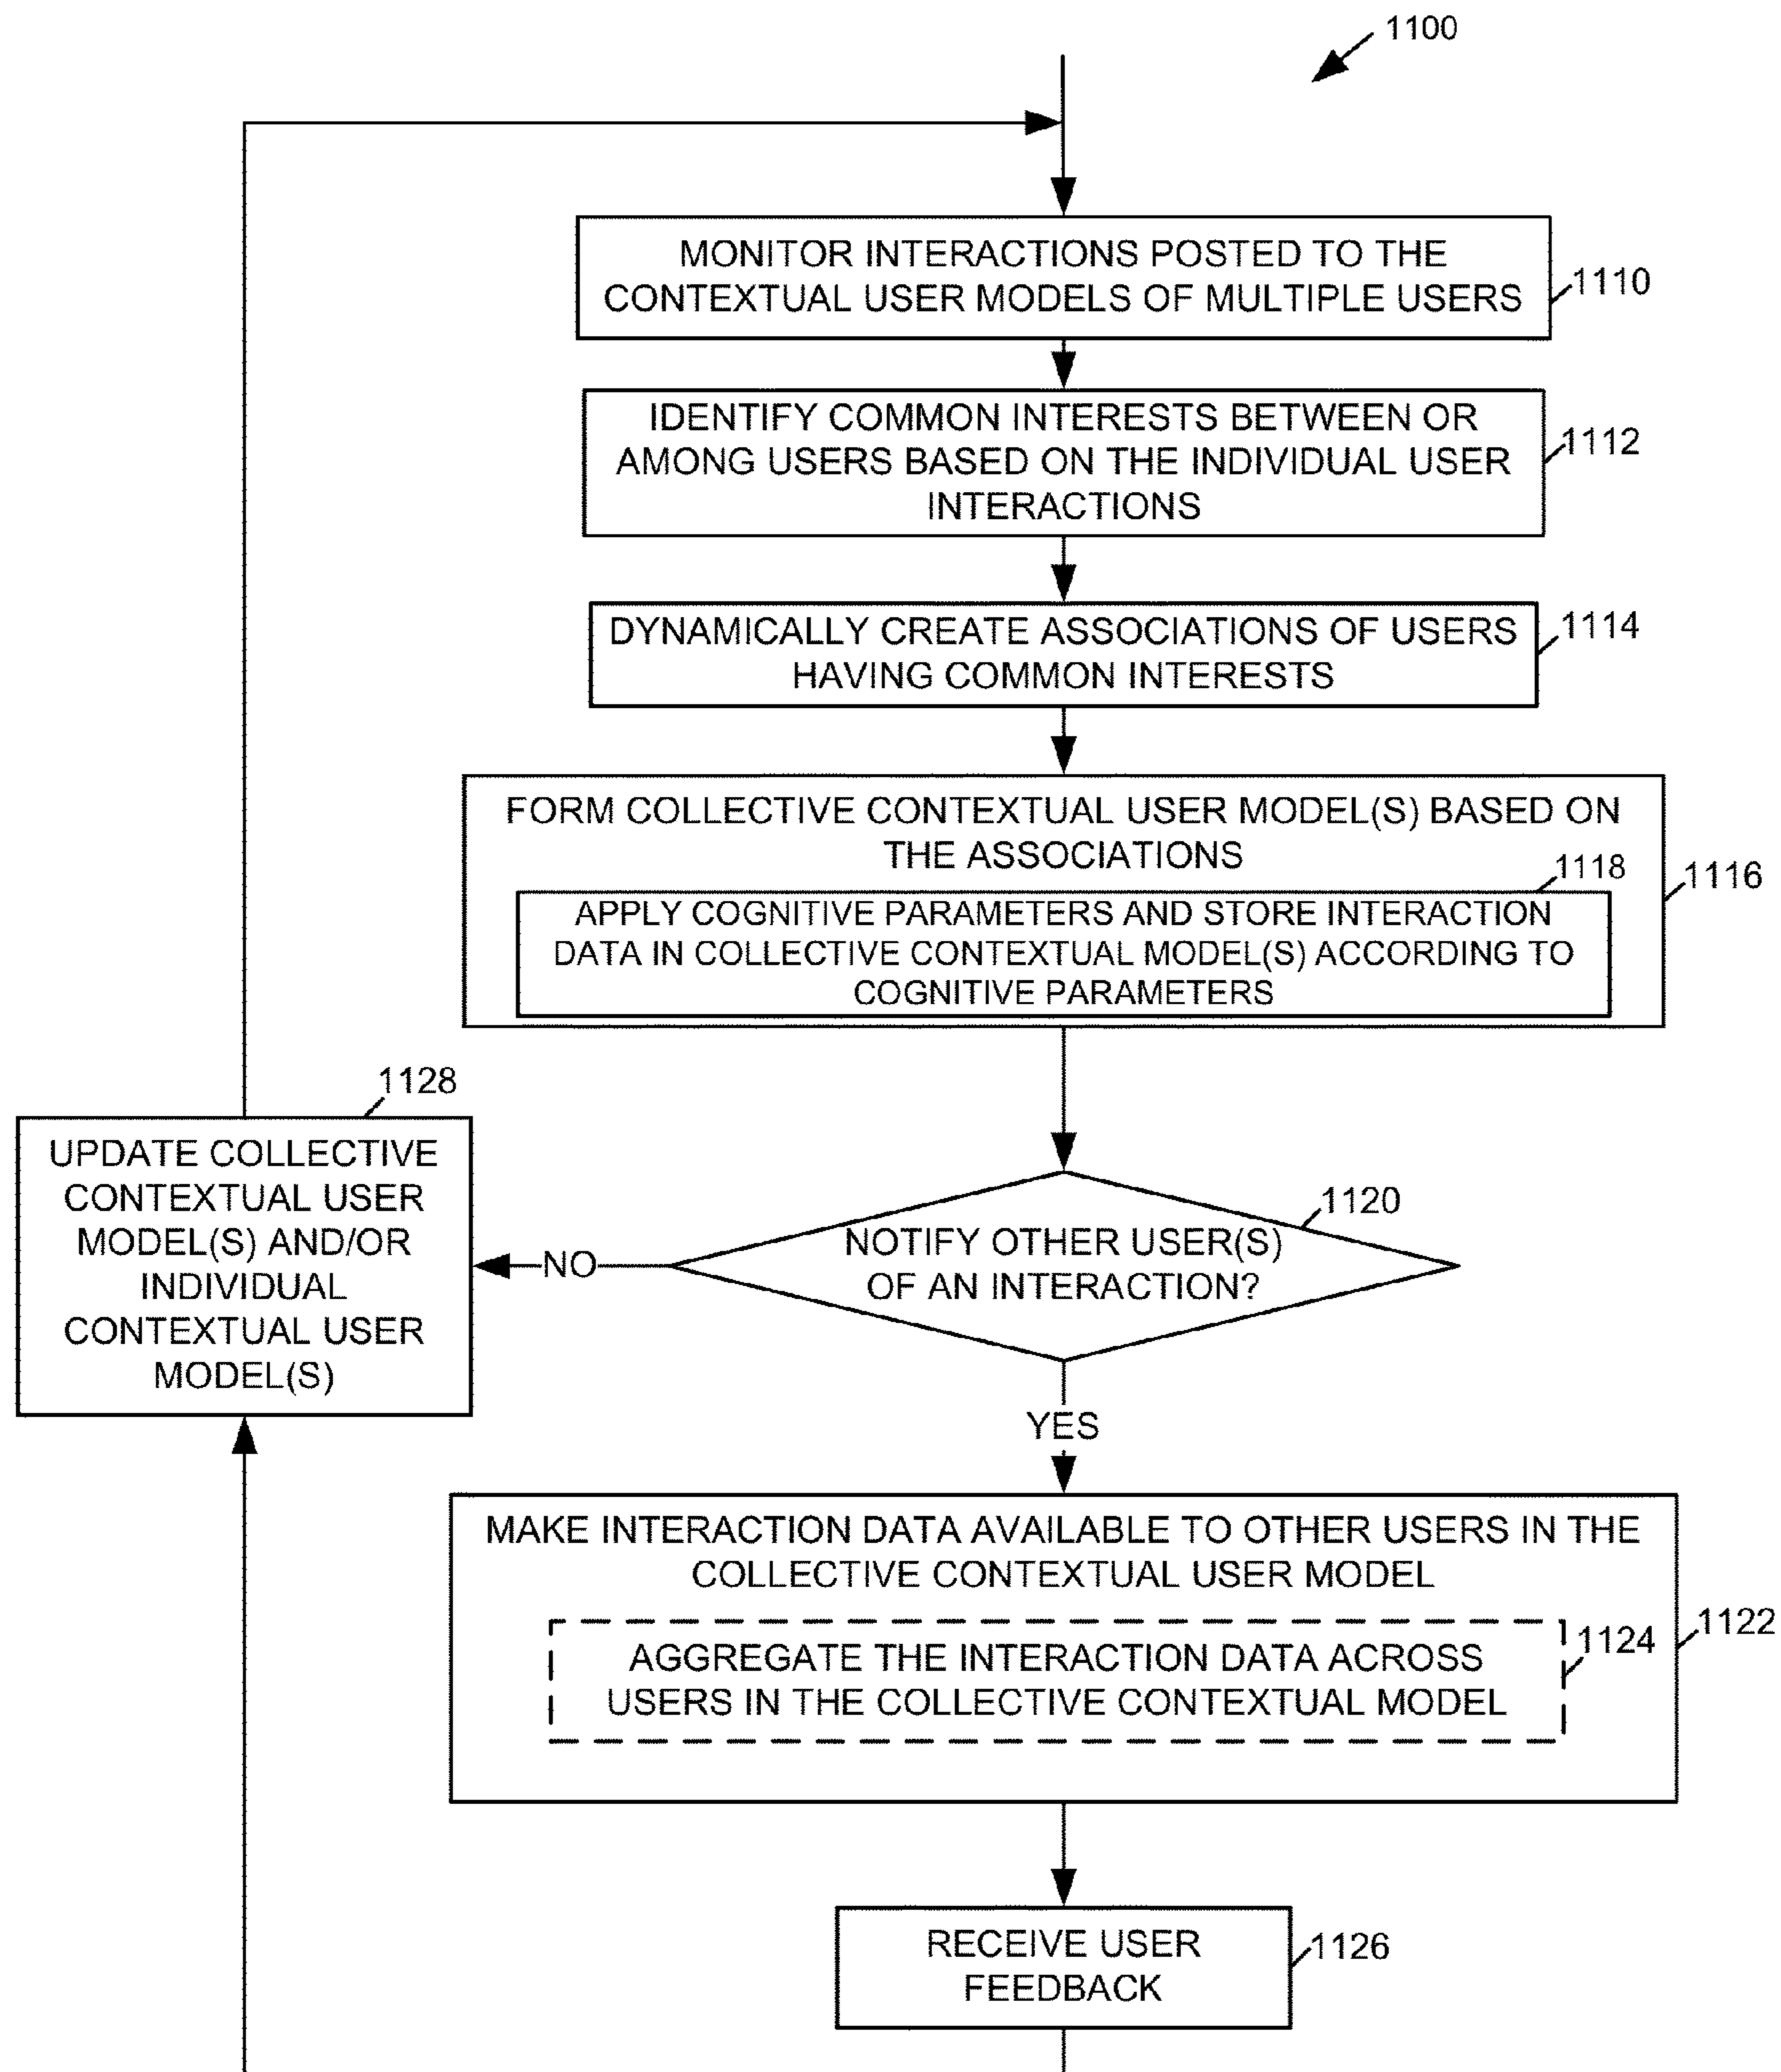 1100
MONITOR INTERACTIONS POSTED TO THE
CONTEXTUAL USER MODELS OF MULTIPLE USERS
1110
IDENTIFY COMMON INTERESTS BETWEEN OR
AMONG USERS BASED ON THE INDIVIDUAL USER
INTERACTIONS
1112
DYNAMICALLY CREATE ASSOCIATIONS OF USERS
HAVING COMMON INTERESTS
1114
FORM COLLECTIVE CONTEXTUAL USER MODEL(S) BASED ON
THE ASSOCIATIONS
1116
1118
APPLY COGNITIVE PARAMETERS AND STORE INTERACTION
DATA IN COLLECTIVE CONTEXTUAL MODEL(S) ACCORDING TO
COGNITIVE PARAMETERS
1120
NOTIFY OTHER USER(S)
OF AN INTERACTION?
NO
1128
UPDATE COLLECTIVE
CONTEXTUAL USER
MODEL(S) AND/OR
INDIVIDUAL
CONTEXTUAL USER
MODEL(S)
YES
MAKE INTERACTION DATA AVAILABLE TO OTHER USERS IN THE
COLLECTIVE CONTEXTUAL USER MODEL
1122
AGGREGATE THE INTERACTION DATA ACROSS
USERS IN THE COLLECTIVE CONTEXTUAL MODEL
1124
RECEIVE USER
FEEDBACK
1126